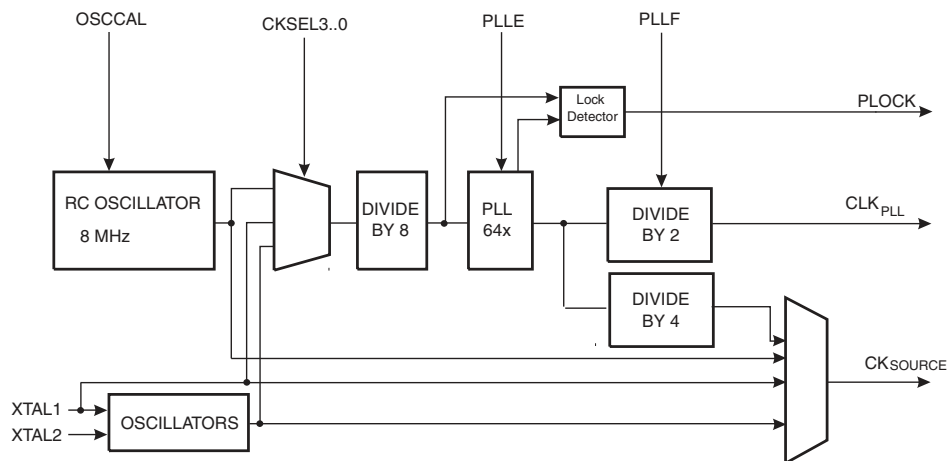 OSCCAL
CKSEL3..0
PLLE
PLLF
Lock
Detector
PLOCK
RC OSCILLATOR
8 MHz
DIVIDE
BY 8
PLL
64x
DIVIDE
BY 2
CLKPLL
DIVIDE
BY 4
CKSOURCE
XTAL1
XTAL2
OSCILLATORS